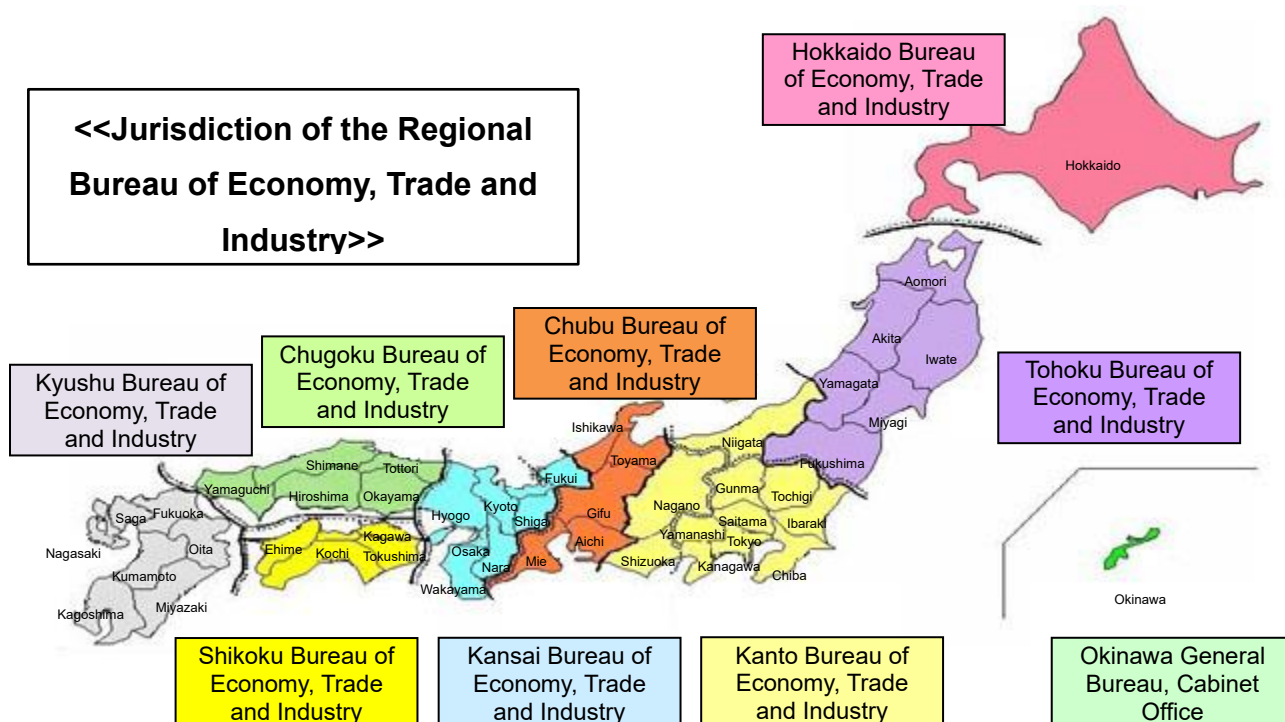 Hokkaido Bureau
of Economy, Trade
and Industry
<<Jurisdiction of the Regional
Bureau of Economy, Trade and
Industry>>
Hokkaido
Aomori
Akita
Iwate
Chubu Bureau of
Economy, Trade
and Industry
Chugoku Bureau of
Economy, Trade
and Industry
Kyushu Bureau of
Economy, Trade
and Industry
Tohoku Bureau of
Economy, Trade
and Industry
Yamagata
Miyagi
Ishikawa
Niigata
Toyama
Fukushima
Shimane
Tottori
Fukui
Yamaguchi
Hiroshima
Okayama
Gunma
Tochigi
Nagano
Kyoto
Shiga
Hyogo
Saga
Fukuoka
Gifu
Saitama
Ibaraki
Kagawa
Yamanashi
Tokyo
Aichi
Nagasaki
Oita
Ehime
Kochi
Tokushima
Osaka
Nara
Mie
Shizuoka
Kanagawa
Chiba
Kumamoto
Wakayama
Kagoshima
Miyazaki
Okinawa
Shikoku Bureau of
Economy, Trade
and Industry
Kansai Bureau of
Economy, Trade
and Industry
Kanto Bureau of
Economy, Trade
and Industry
Okinawa General
Bureau, Cabinet
Office